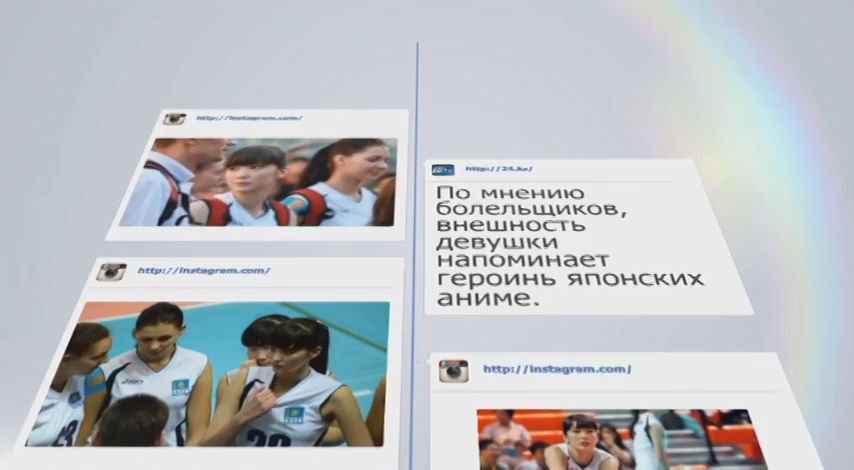 http://instagram.com/
http://24.kz/
По мнению
болельщиков,
внешность
девушки
напоминает
героинь японских
аниме.
http://instagram.com/
http://instagram.com/
20